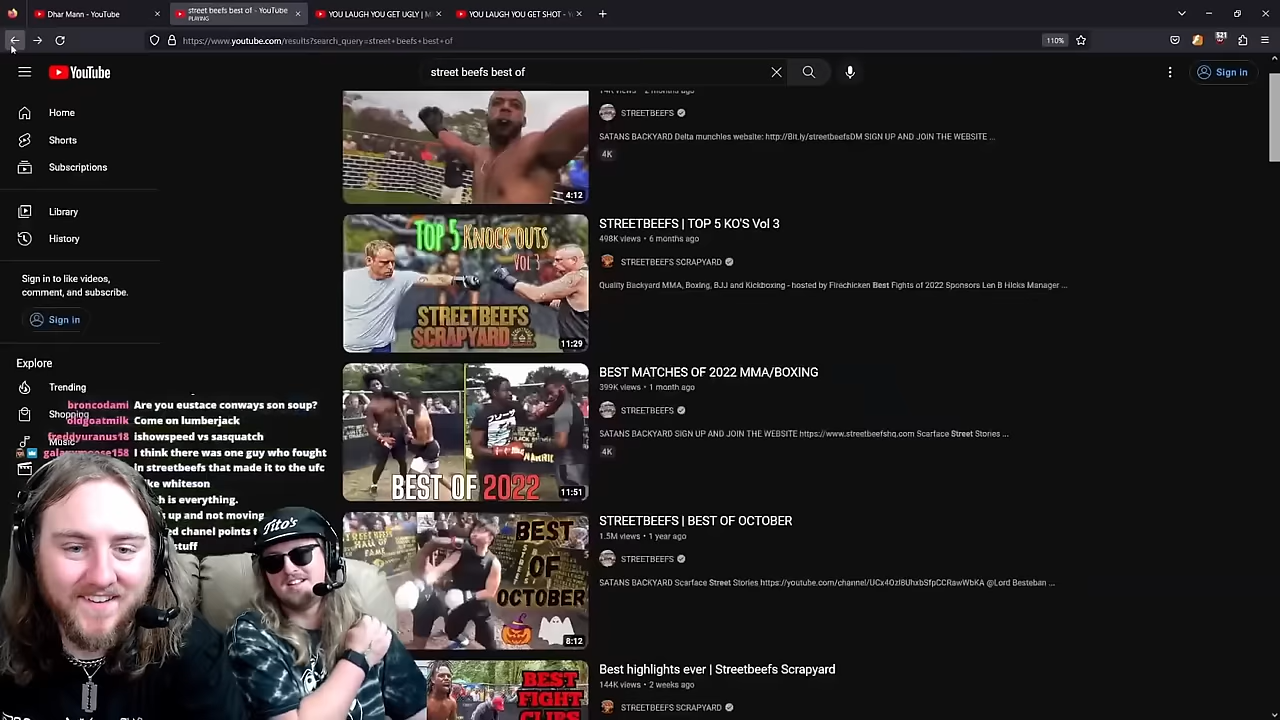 Dhar Mann - YouTube
street beefs best of - YouTube
PLAYING
YOU LAUGH YOU GET UGLY |
YOU LAUGH YOU GET SHOT -
https://www.youtube.com/results?search_query=street+beefs+best+of
110%
YouTube
street beefs best of
Sign in
Home
Shorts
Subscriptions
Library
History
Sign in to like videos,
comment, and subscribe.
Sign in
Explore
Trending
Shopping
Music
4:12
STREETBEEFS
SATANS BACKYARD Delta munchies website: http://Bit.ly/streetbeefsDM SIGN UP AND JOIN THE WEBSITE ...
4K
TOP 5 KNOCK OUTS
VOL 3
STREETBEEFS
SCRAPYARD
11:29
STREETBEEFS | TOP 5 KO'S Vol 3
498K views • 6 months ago
STREETBEEFS SCRAPYARD
Quality Backyard MMA, Boxing, BJJ and Kickboxing - hosted by Firechicken Best Fights of 2022 Sponsors Len B Hicks Manager ...
BEST OF 2022
11:51
BEST MATCHES OF 2022 MMA/BOXING
399K views • 1 month ago
STREETBEEFS
SATANS BACKYARD SIGN UP AND JOIN THE WEBSITE https://www.streetbeefshq.com Scarface Street Stories ...
4K
BEST
OF
OCTOBER
8:12
STREETBEEFS | BEST OF OCTOBER
1.5M views • 1 year ago
STREETBEEFS
SATANS BACKYARD Scarface Street Stories @Lord Besteban ...
BEST
FIGHT
CLIPS
Best highlights ever | Streetbeefs Scrapyard
144K views • 2 weeks ago
STREETBEEFS SCRAPYARD
broncodami Are you eustace conways son soup?
oldgoatmilk Come on lumberjack
freddyuranus18 ishowspeed vs sasquatch
I think there was one guy who fought
in streetbeefs that made it to the ufc
ke whiteson
h is everything.
up and not moving
ed chanel points
stuff
Tito's